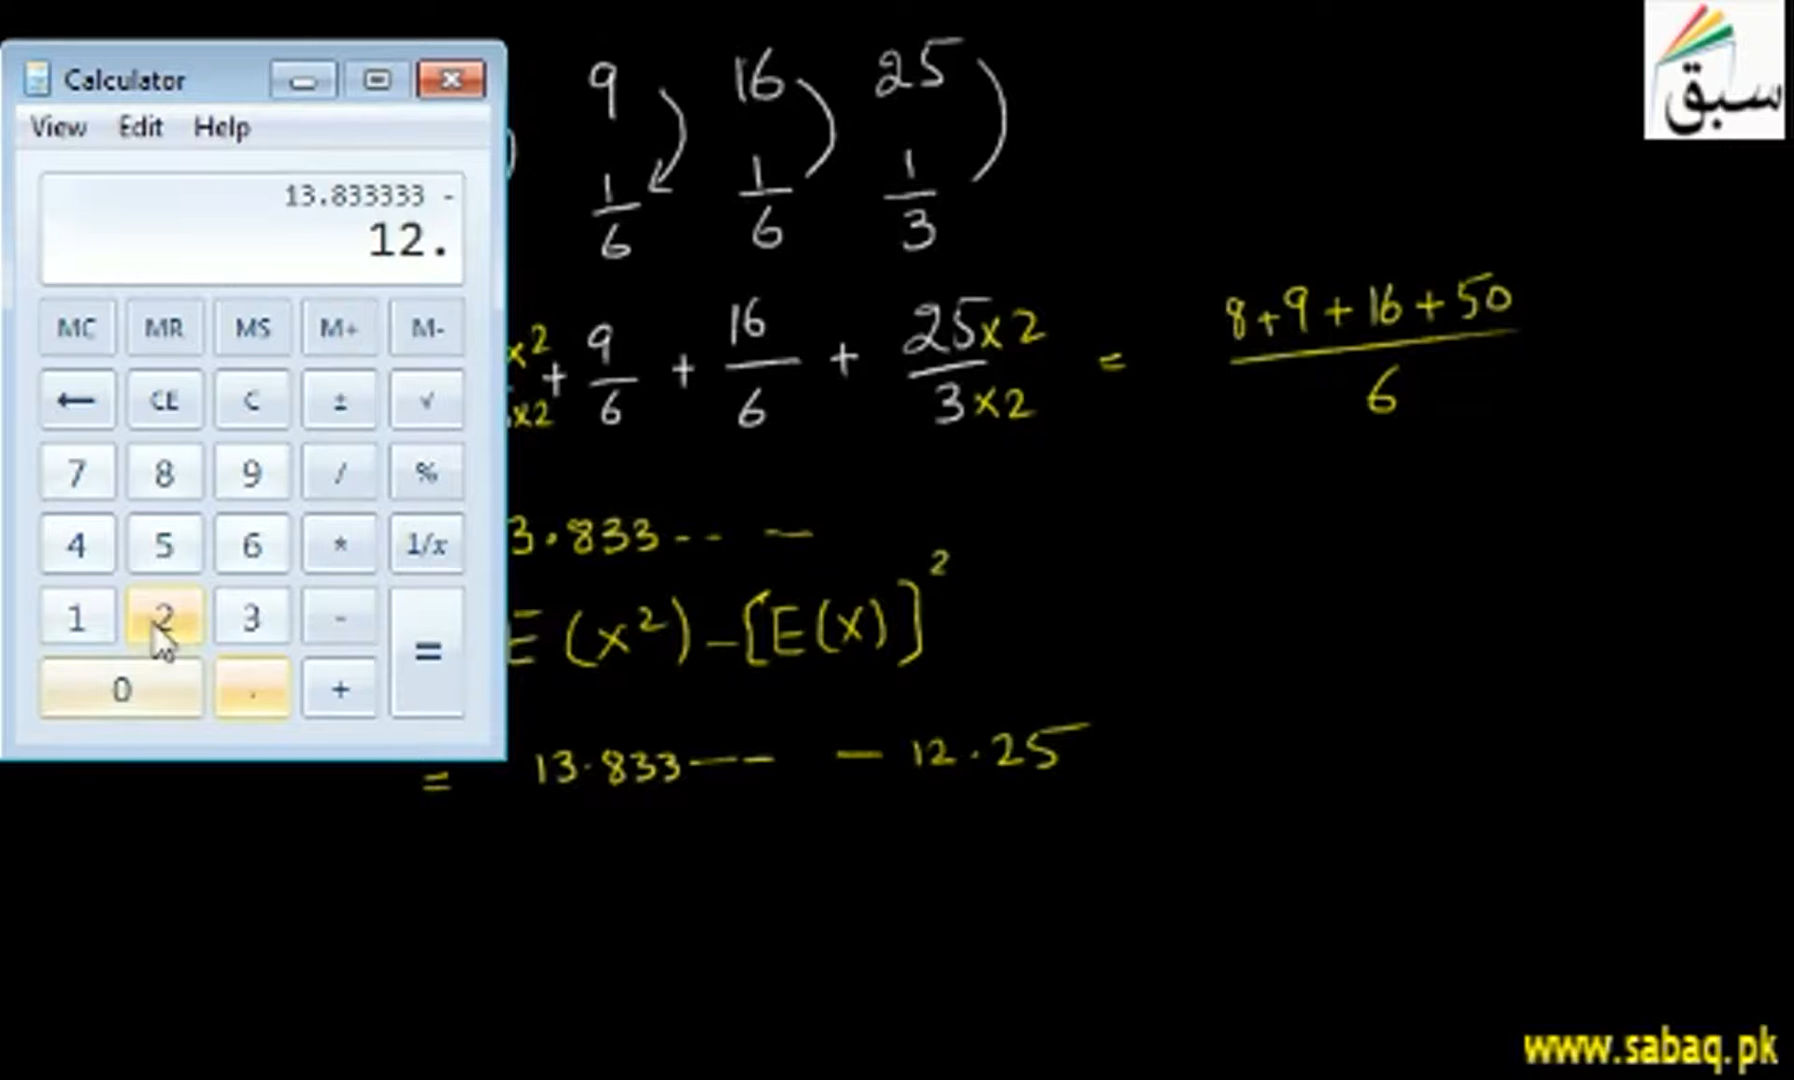 سبق
Calculator
View Edit Help
13.833333 -
12.
MC MR MS M+ M-
← CE C ± √
7 8 9 / %
4 5 6 * 1/x
1 2 3 - =
0 . +
9 16 25
1/6 1/6 1/3
x2/x2 + 9/6 + 16/6 + 25x2/3x2 = 8+9+16+50/6
3.833-- —
E(x²) - [E(x)]²
= 13.833—— — 12.25
www.sabaq.pk